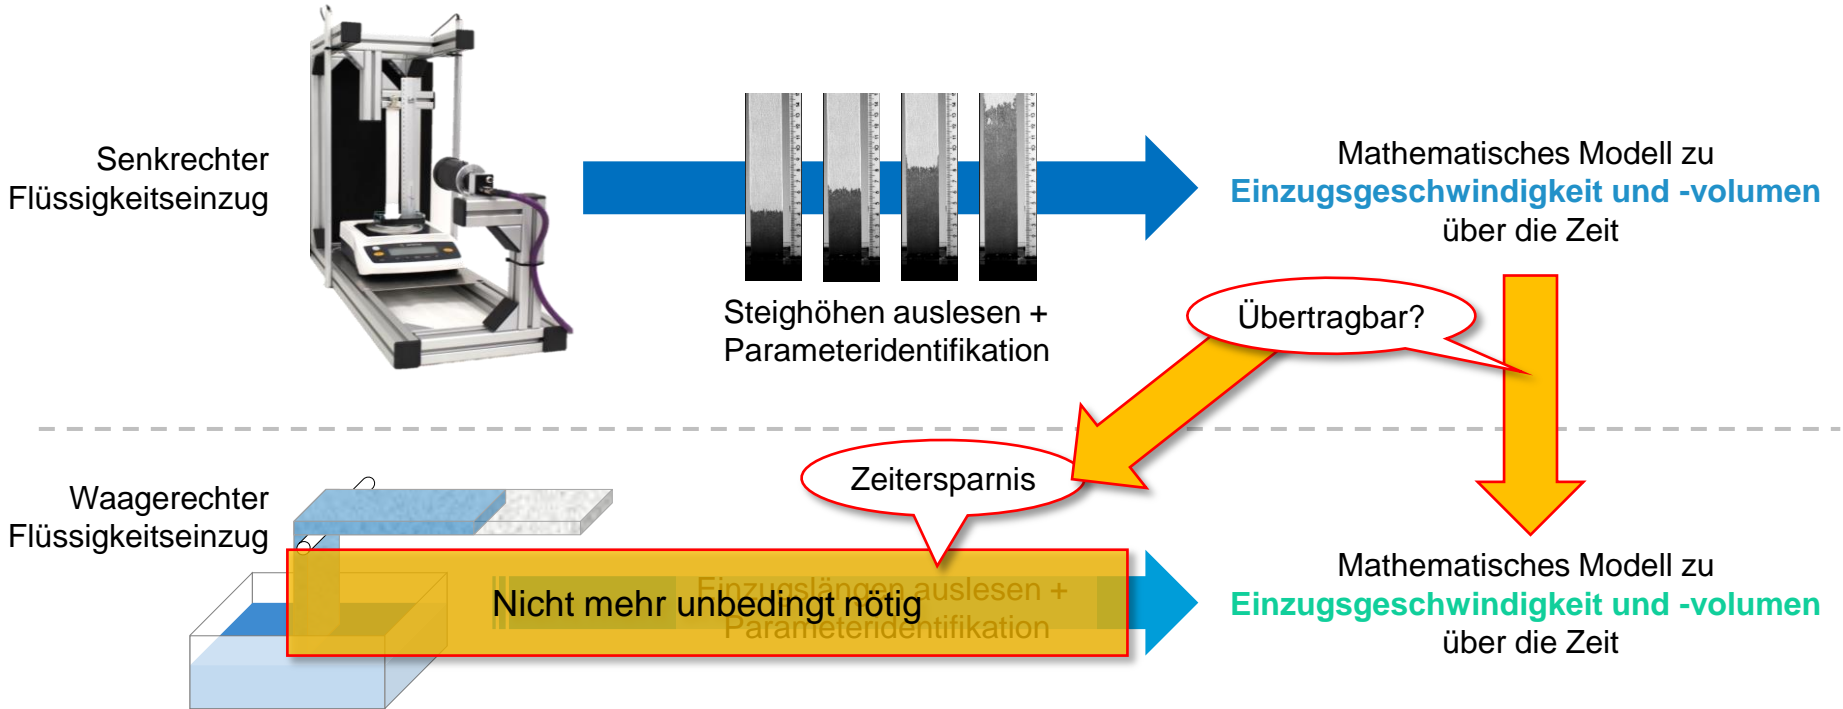 Senkrechter
Flüssigkeitseinzug
Steighöhen auslesen +
Parameteridentifikation
Mathematisches Modell zu
Einzugsgeschwindigkeit und -volumen
über die Zeit
Übertragbar?
Zeitersparnis
Waagerechter
Flüssigkeitseinzug
Einzugslängen auslesen +
Parameteridentifikation
Nicht mehr unbedingt nötig
Mathematisches Modell zu
Einzugsgeschwindigkeit und -volumen
über die Zeit